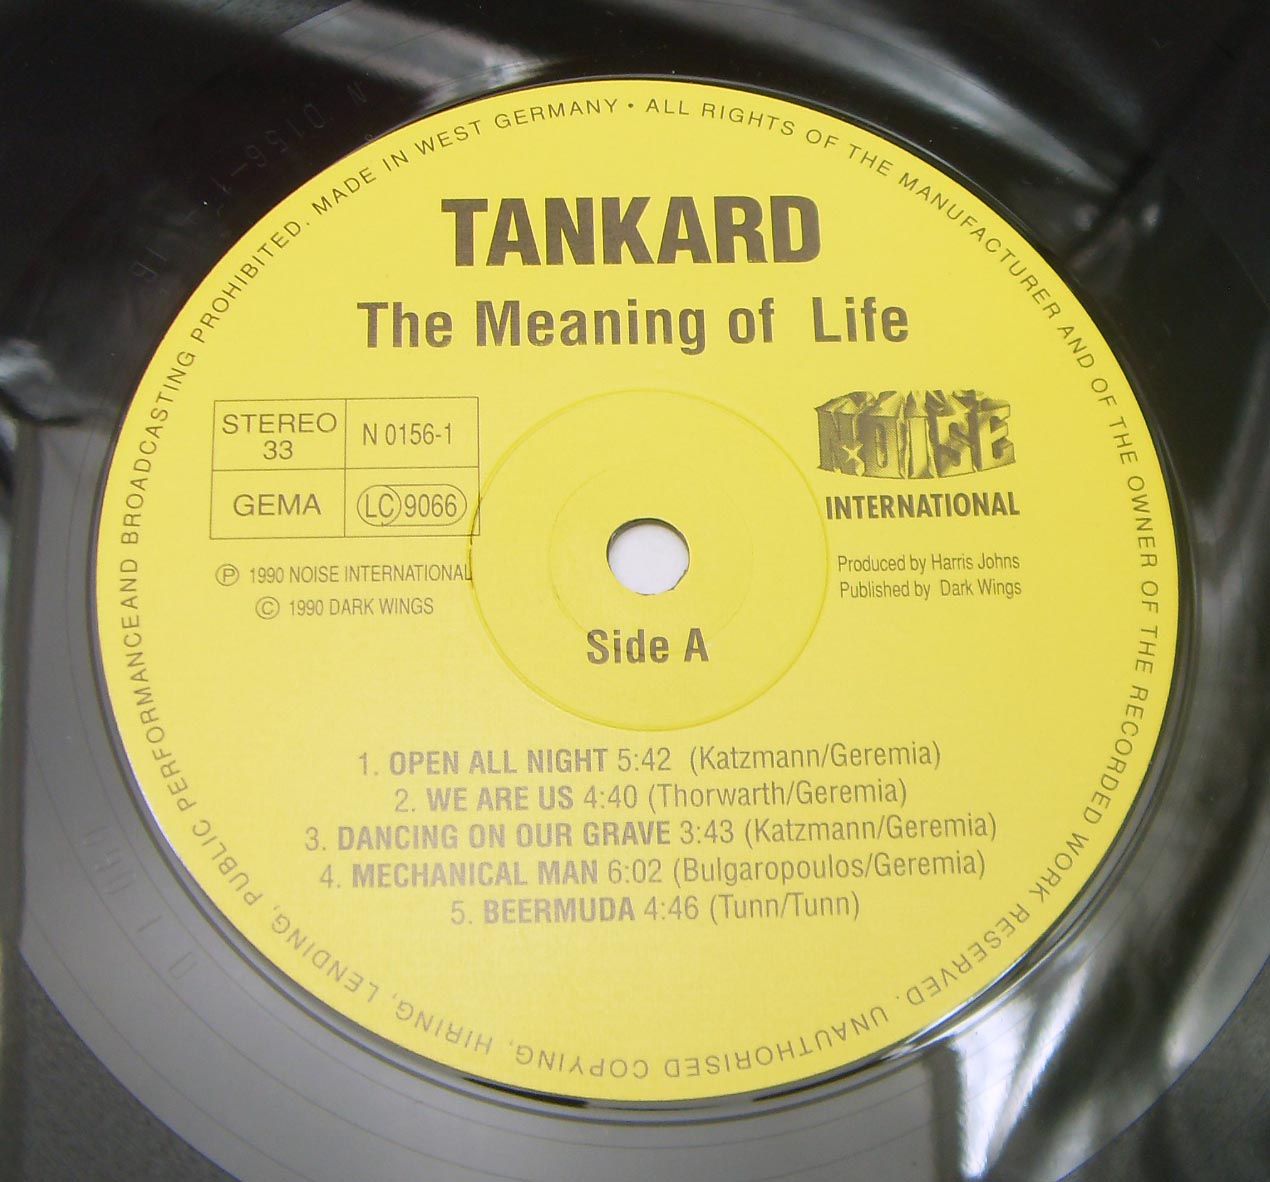 TANKARD
The Meaning of Life
STEREO
33
N 0156-1
GEMA
LC 9066
℗ 1990 NOISE INTERNATIONAL
© 1990 DARK WINGS
NOISE
INTERNATIONAL
Produced by Harris Johns
Published by Dark Wings
Side A
1. OPEN ALL NIGHT 5:42 (Katzmann/Geremia)
2. WE ARE US 4:40 (Thorwarth/Geremia)
3. DANCING ON OUR GRAVE 3:43 (Katzmann/Geremia)
4. MECHANICAL MAN 6:02 (Bulgaropoulos/Geremia)
5. BEERMUDA 4:46 (Tunn/Tunn)
MADE IN WEST GERMANY • ALL RIGHTS OF THE MANUFACTURER AND OF THE OWNER OF THE RECORDED WORK RESERVED. UNAUTHORISED COPYING, HIRING, LENDING, PUBLIC PERFORMANCE AND BROADCASTING PROHIBITED.
N 0156-1